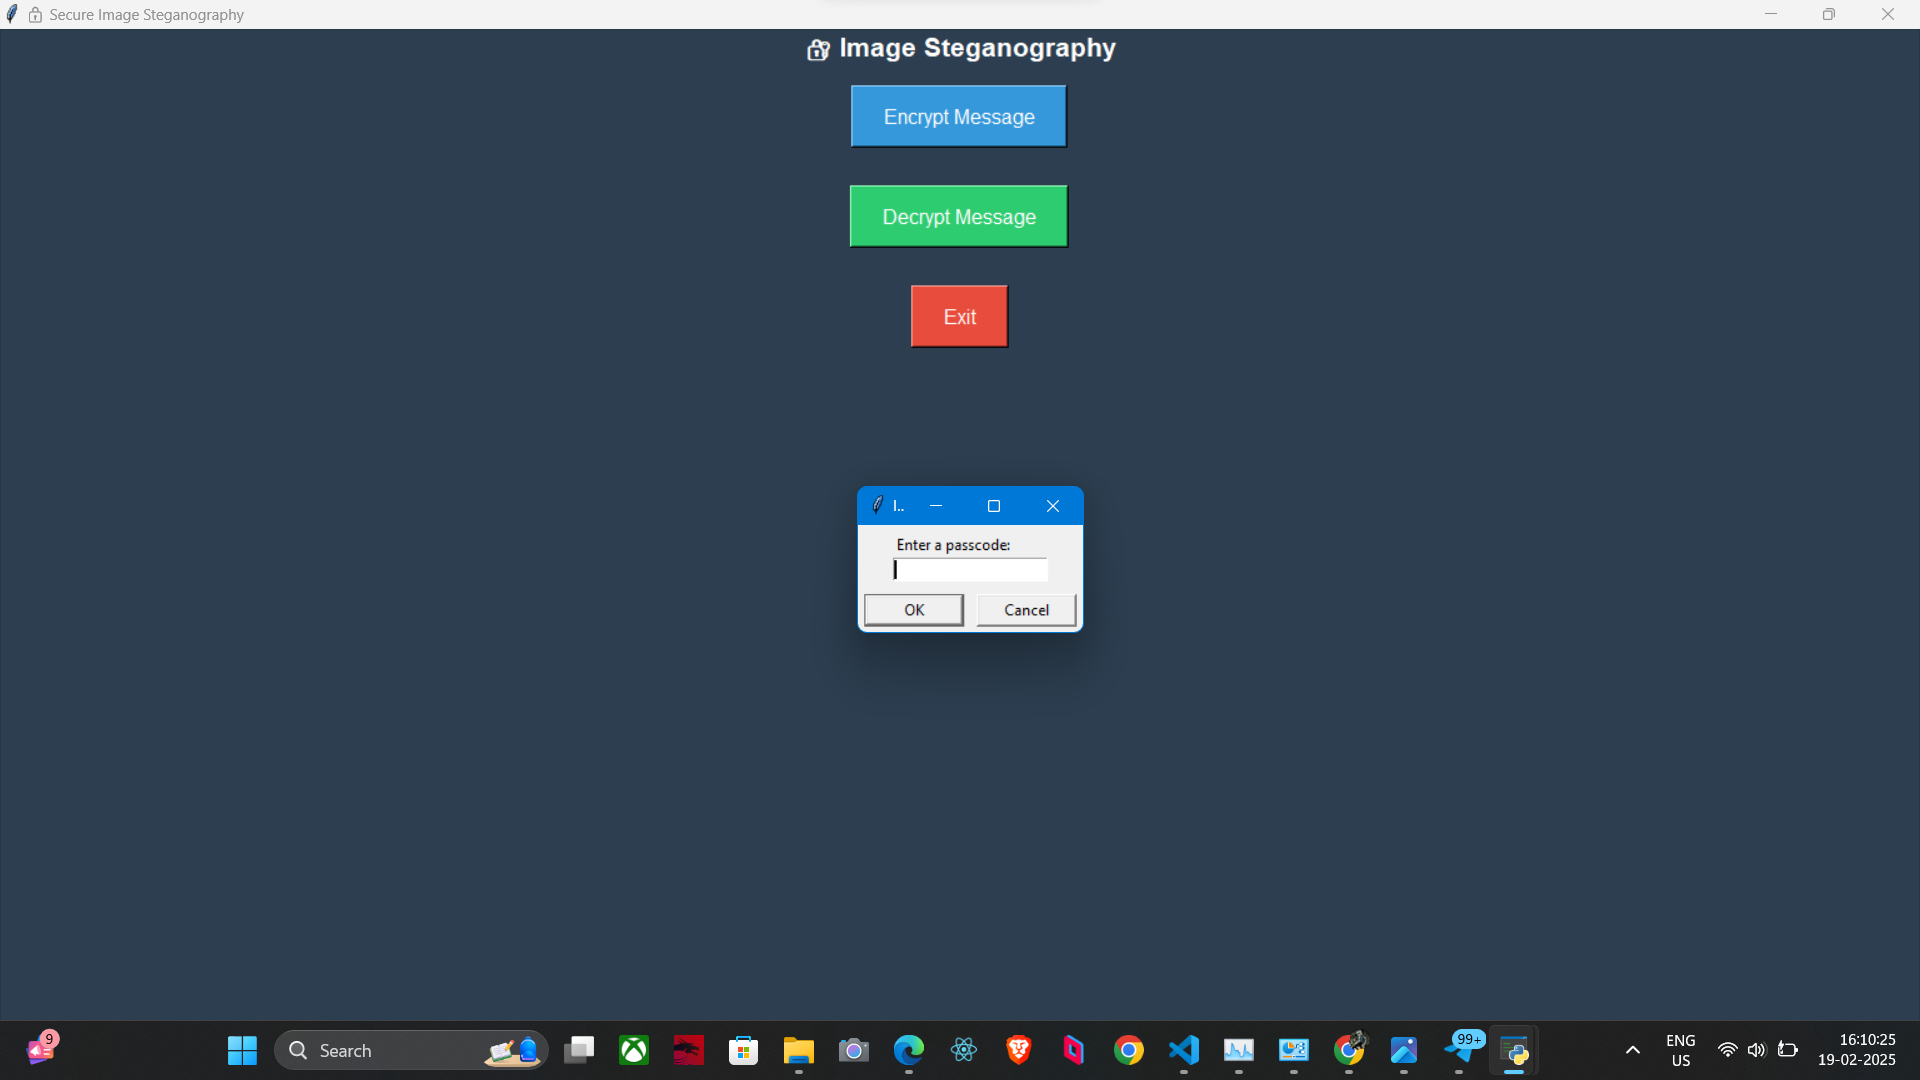 Secure Image Steganography
Image Steganography
Encrypt Message
Decrypt Message
Exit
I..
Enter a passcode:
OK
Cancel
9
Search
99+
ENG
US
16:10:25
19-02-2025